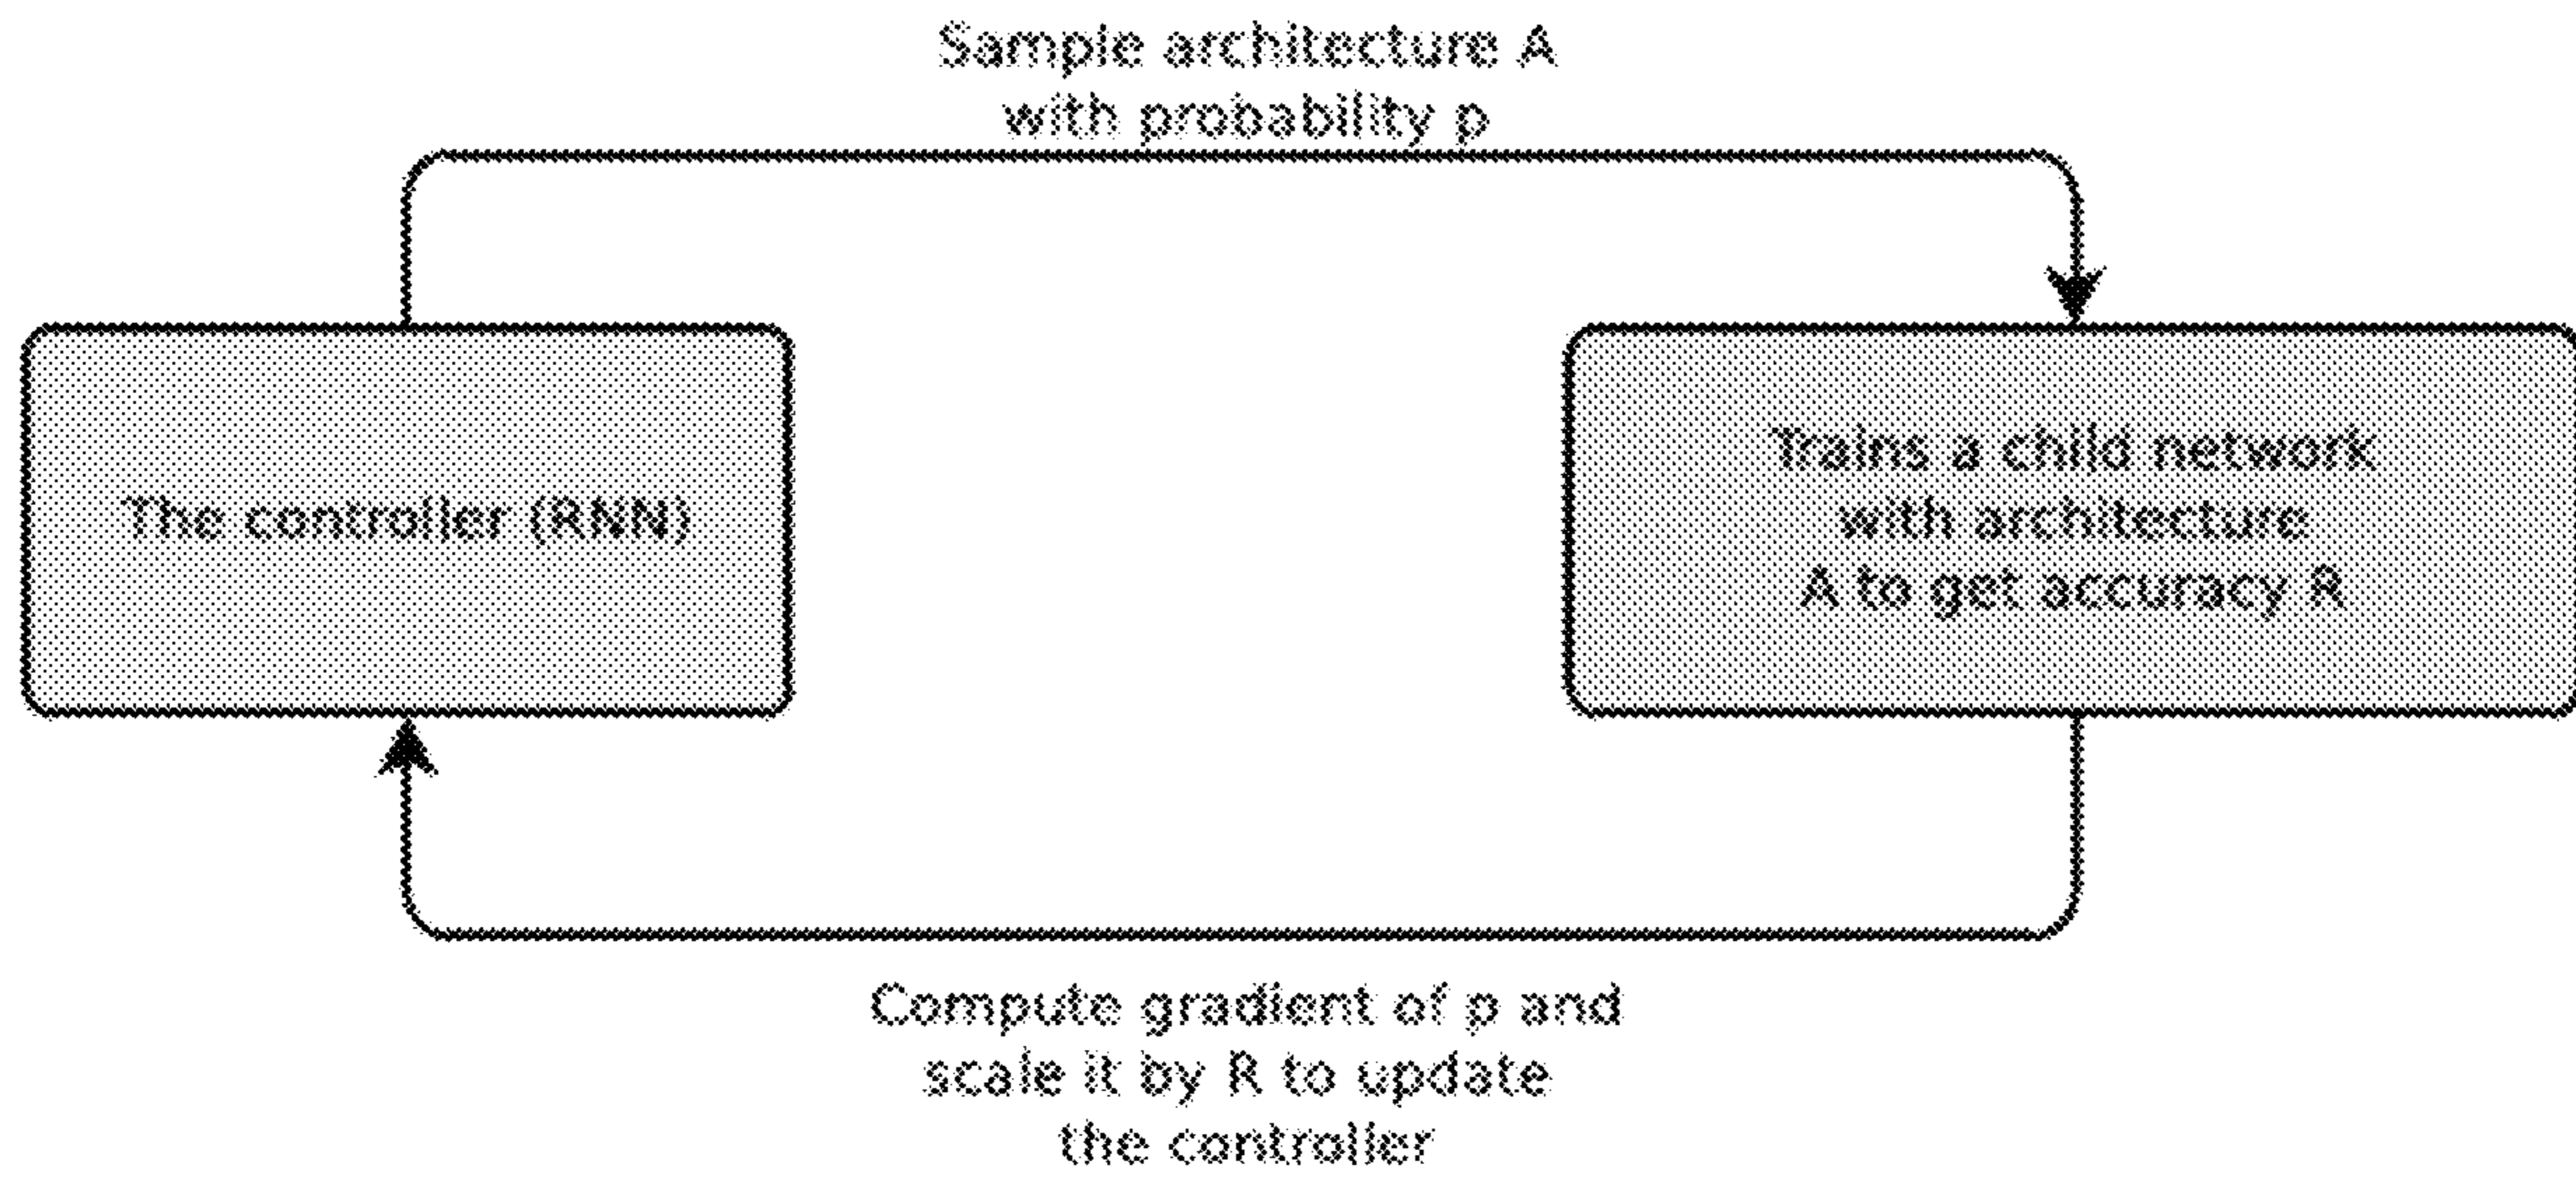 Sample architecture A
with probability p
The controller (RNN)
Trains a child network
with architecture
A to get accuracy R
Compute gradient of p and
scale it by R to update
the controller